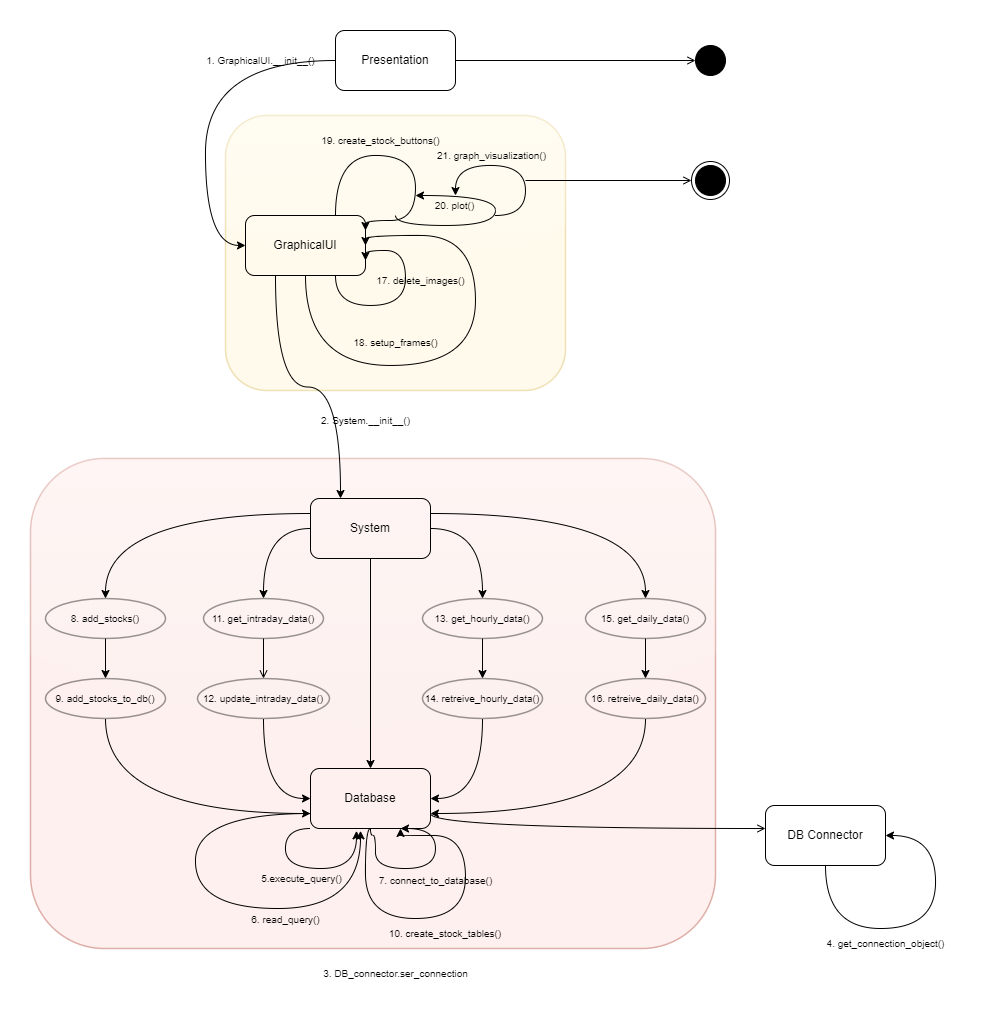 Presentation
1. GraphicalUI.__init__()
19. create_stock_buttons()
21. graph_visualization()
20. plot()
GraphicalUI
17. delete_images()
18. setup_frames()
2. System.__init__()
System
8. add_stocks()
11. get_intraday_data()
13. get_hourly_data()
15. get_daily_data()
9. add_stocks_to_db()
12. update_intraday_data()
14. retreive_hourly_data()
16. retreive_daily_data()
Database
DB Connector
5.execute_query()
7. connect_to_database()
6. read_query()
10. create_stock_tables()
4. get_connection_object()
3. DB_connector.ser_connection